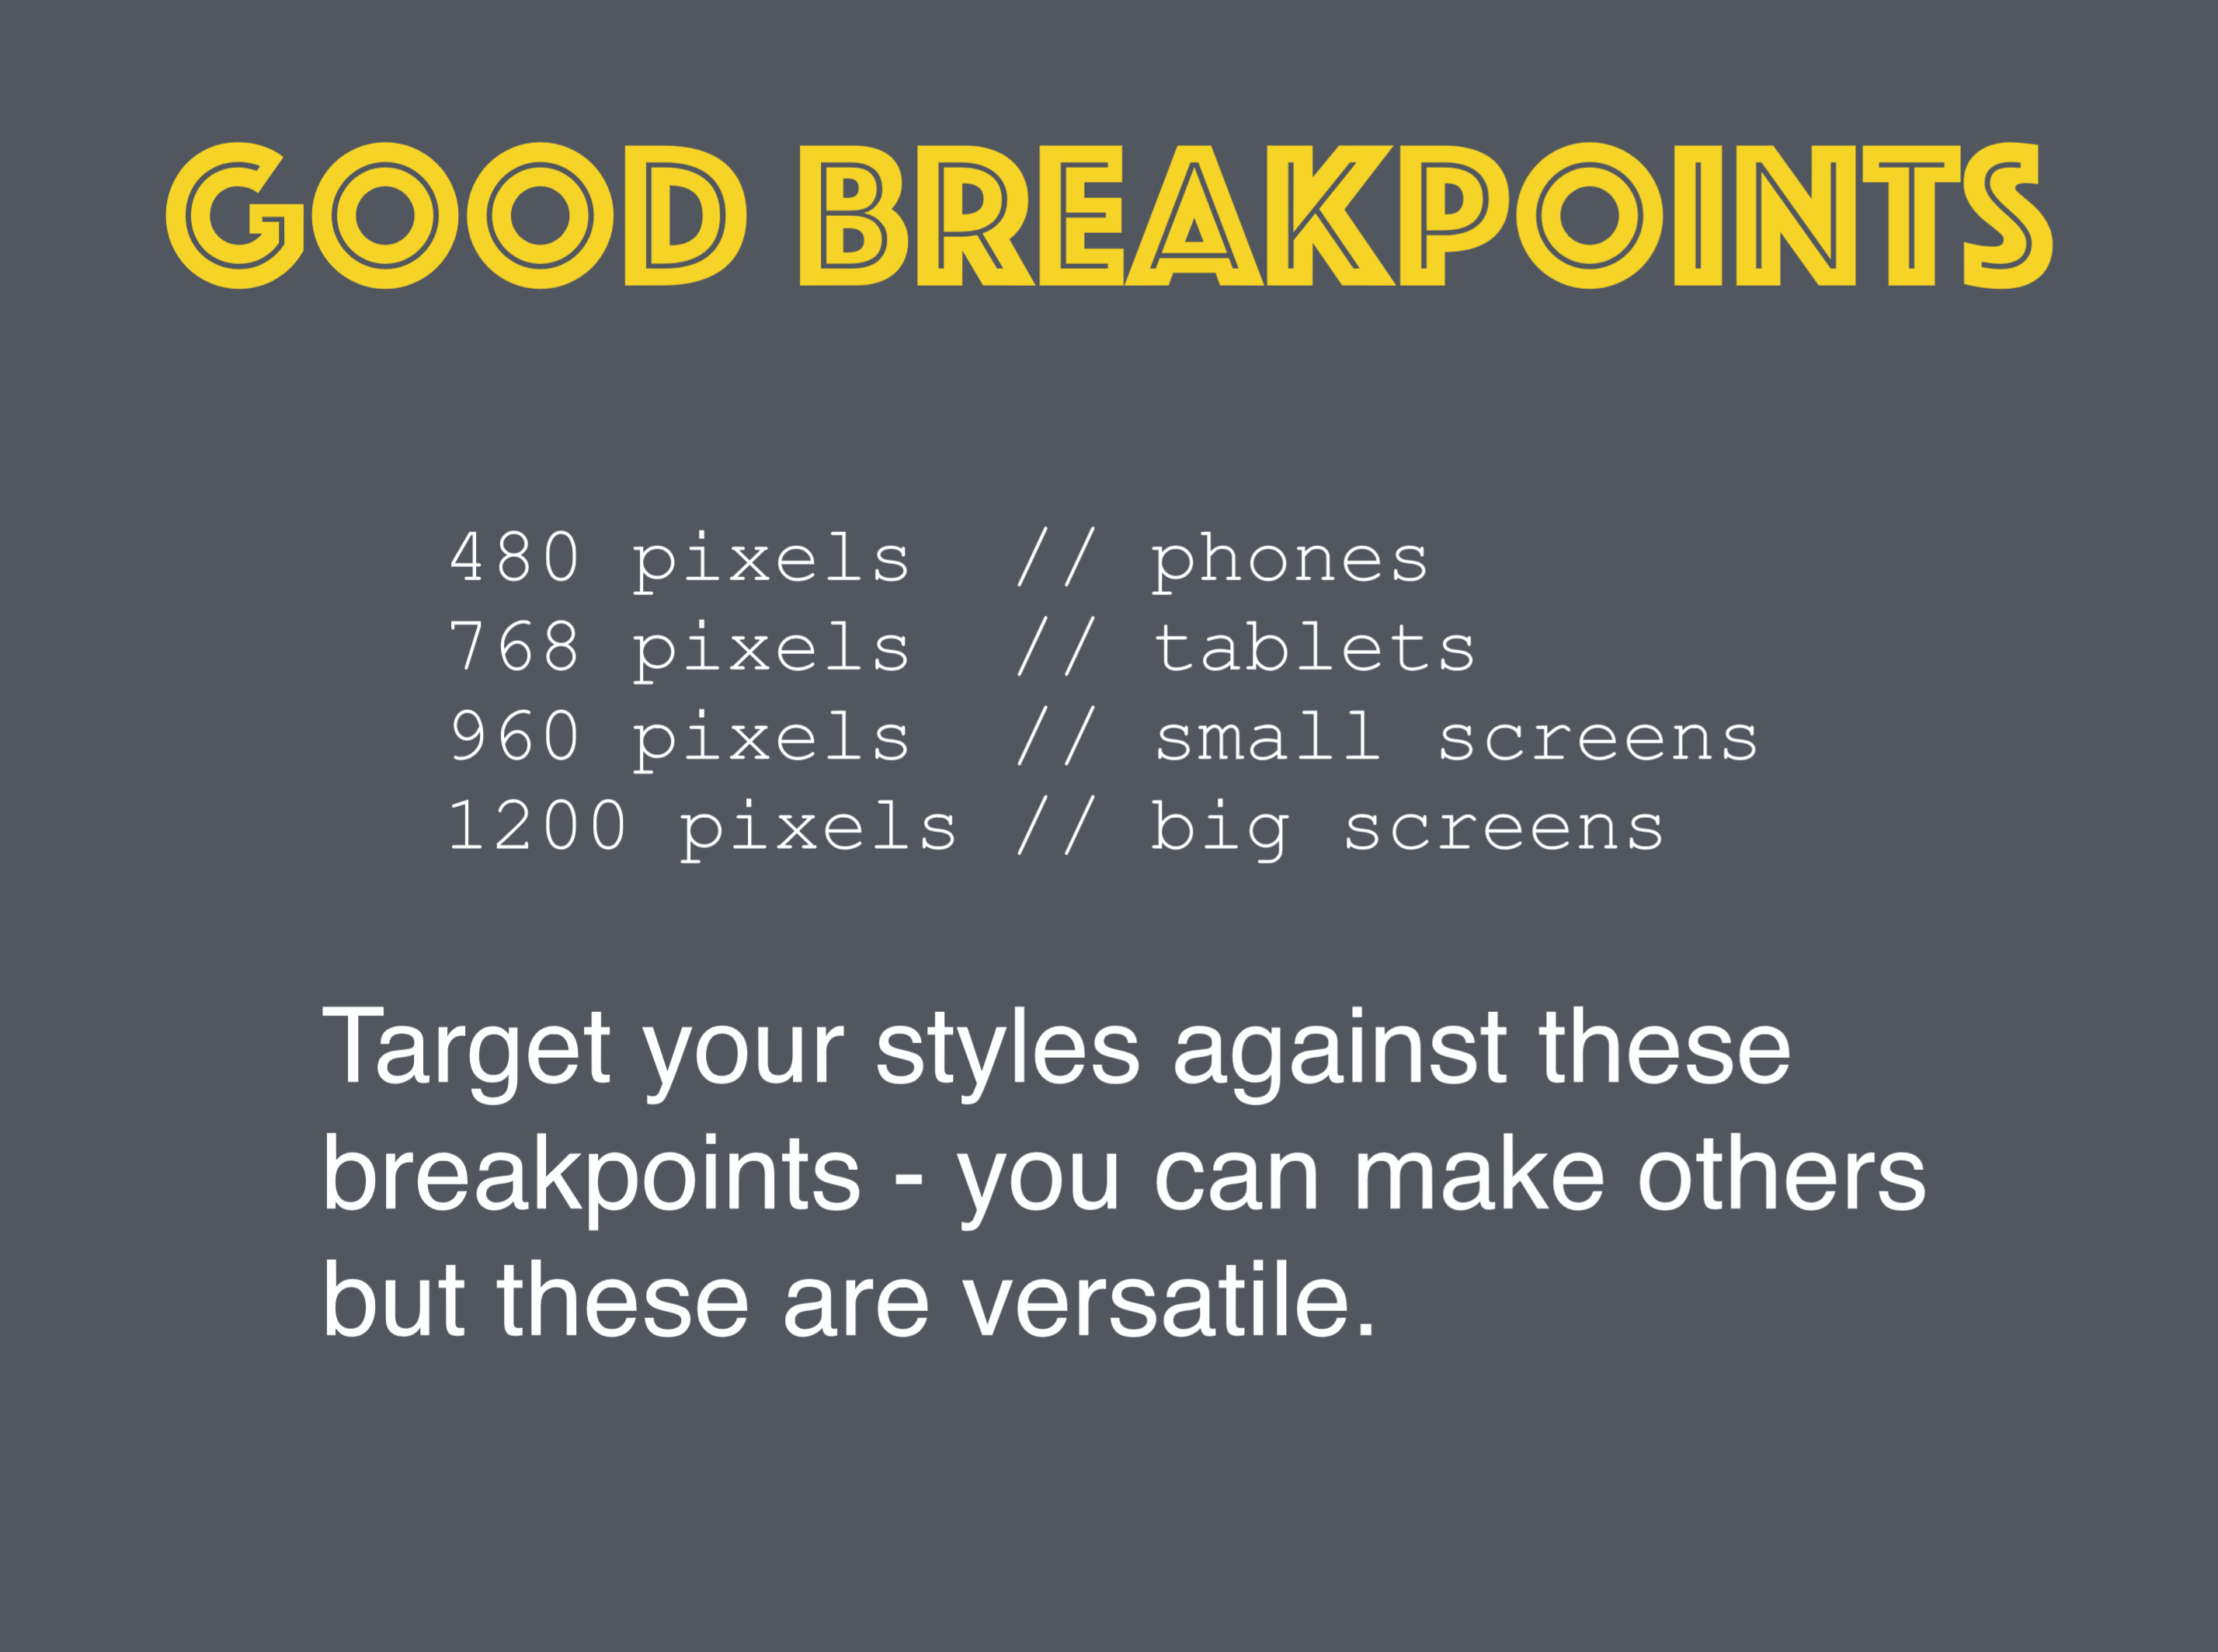 GOOD BREAKPOINTS
480 pixels // phones
768 pixels // tablets
960 pixels // small screens
1200 pixels // big screens
Target your styles against these
breakpoints - you can make others
but these are versatile.